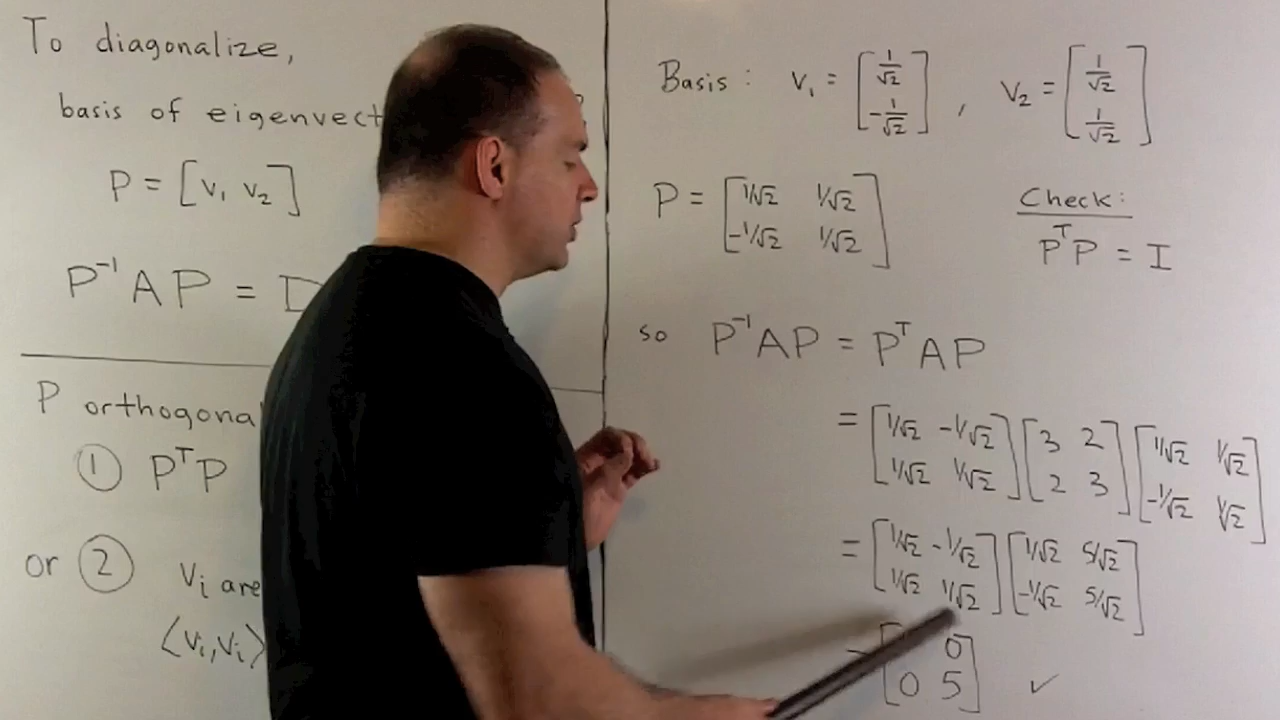 To diagonalize,
basis of eigenvect
P = [v₁ v₂]
P⁻¹AP = D
P orthogonal
① PᵀP
or ② vᵢ are
⟨vᵢ,vᵢ⟩
Basis: v₁ = [1/√2; -1/√2], v₂ = [1/√2; 1/√2]
P = [1/√2 1/√2; -1/√2 1/√2]
Check:
PᵀP = I
so P⁻¹AP = PᵀAP
= [1/√2 -1/√2; 1/√2 1/√2] [3 2; 2 3] [1/√2 1/√2; -1/√2 1/√2]
= [1/√2 -1/√2; 1/√2 1/√2] [1/√2 5/√2; -1/√2 5/√2]
= [ 0; 0 5] ✓